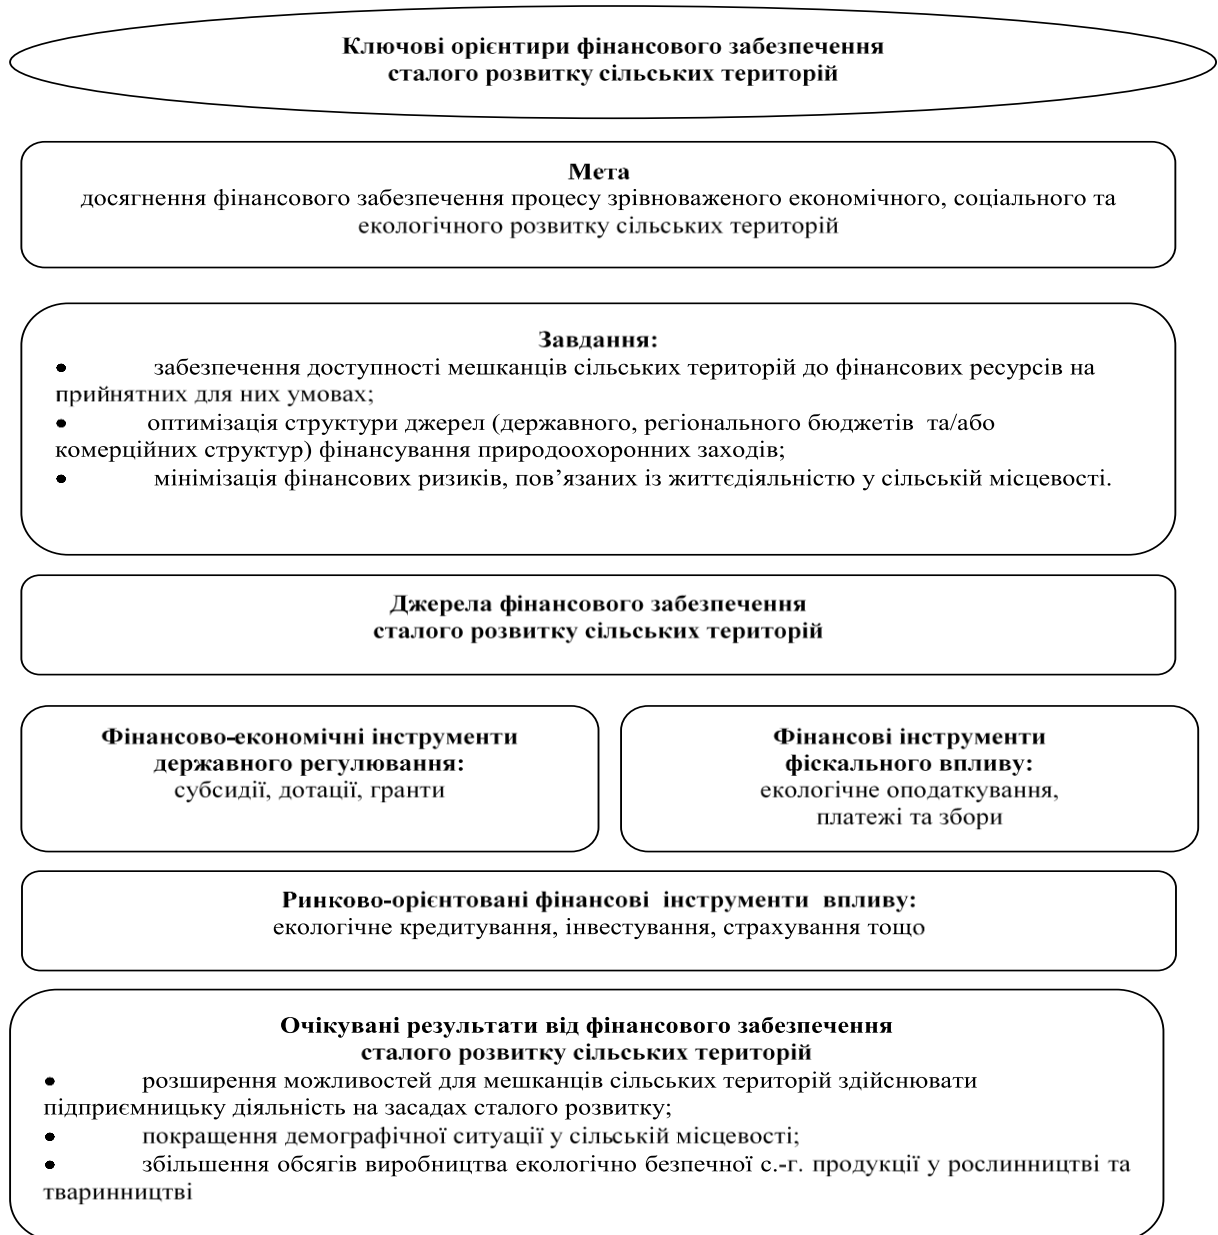 Ключові орієнтири фінансового забезпечення
сталого розвитку сільських територій
Мета
досягнення фінансового забезпечення процесу зрівноваженого економічного, соціального та
екологічного розвитку сільських територій
Завдання:
• забезпечення доступності мешканців сільських територій до фінансових ресурсів на
прийнятних для них умовах;
• оптимізація структури джерел (державного, регіонального бюджетів та/або
комерційних структур) фінансування природоохоронних заходів;
• мінімізація фінансових ризиків, пов’язаних із життєдіяльністю у сільській місцевості.
Джерела фінансового забезпечення
сталого розвитку сільських територій
Фінансово-економічні інструменти
державного регулювання:
субсидії, дотації, гранти
Фінансові інструменти
фіскального впливу:
екологічне оподаткування,
платежі та збори
Ринково-орієнтовані фінансові інструменти впливу:
екологічне кредитування, інвестування, страхування тощо
Очікувані результати від фінансового забезпечення
сталого розвитку сільських територій
• розширення можливостей для мешканців сільських територій здійснювати
підприємницьку діяльність на засадах сталого розвитку;
• покращення демографічної ситуації у сільській місцевості;
• збільшення обсягів виробництва екологічно безпечної с.-г. продукції у рослинництві та
тваринництві